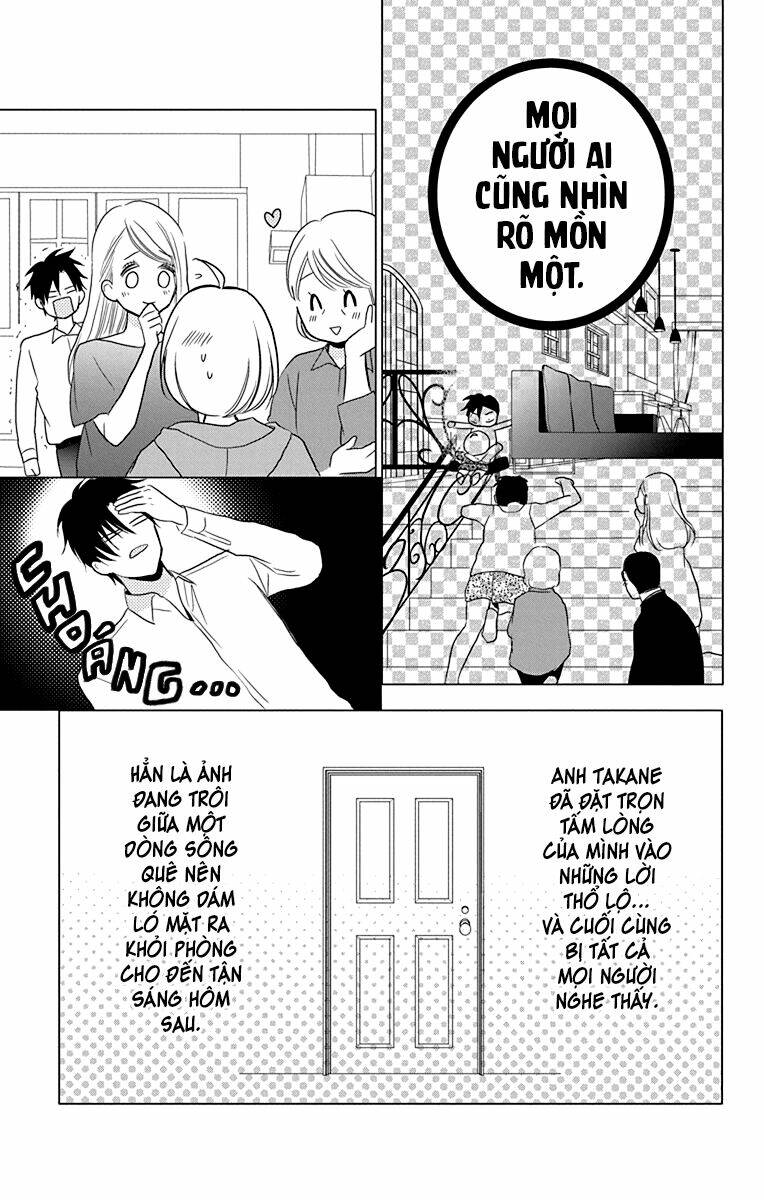 MỌI
NGƯỜI AI
CŨNG NHÌN
RÕ MỒN
MỘT.
CHOÁNG...
ANH TAKANE
ĐÃ ĐẶT TRỌN
TẤM LÒNG
CỦA MÌNH VÀO
NHỮNG LỜI
THỔ LỘ...
VÀ CUỐI CÙNG
BỊ TẤT CẢ
MỌI NGƯỜI
NGHE THẤY.
HẲN LÀ ẢNH
ĐANG TRÔI
GIỮA MỘT
DÒNG SÔNG
QUÊ NÊN
KHÔNG DÁM
LÓ MẶT RA
KHỎI PHÒNG
CHO ĐẾN TẬN
SÁNG HÔM
SAU.